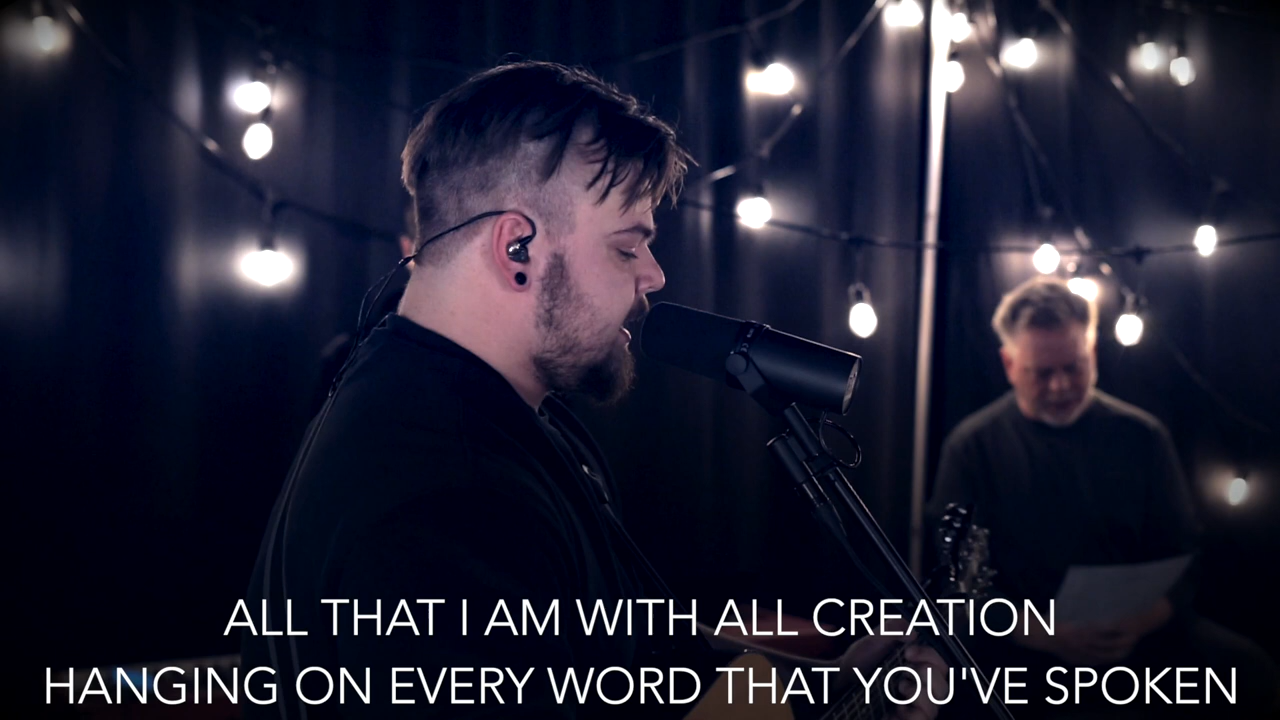 ALL THAT I AM WITH ALL CREATION
HANGING ON EVERY WORD THAT YOU'VE SPOKEN